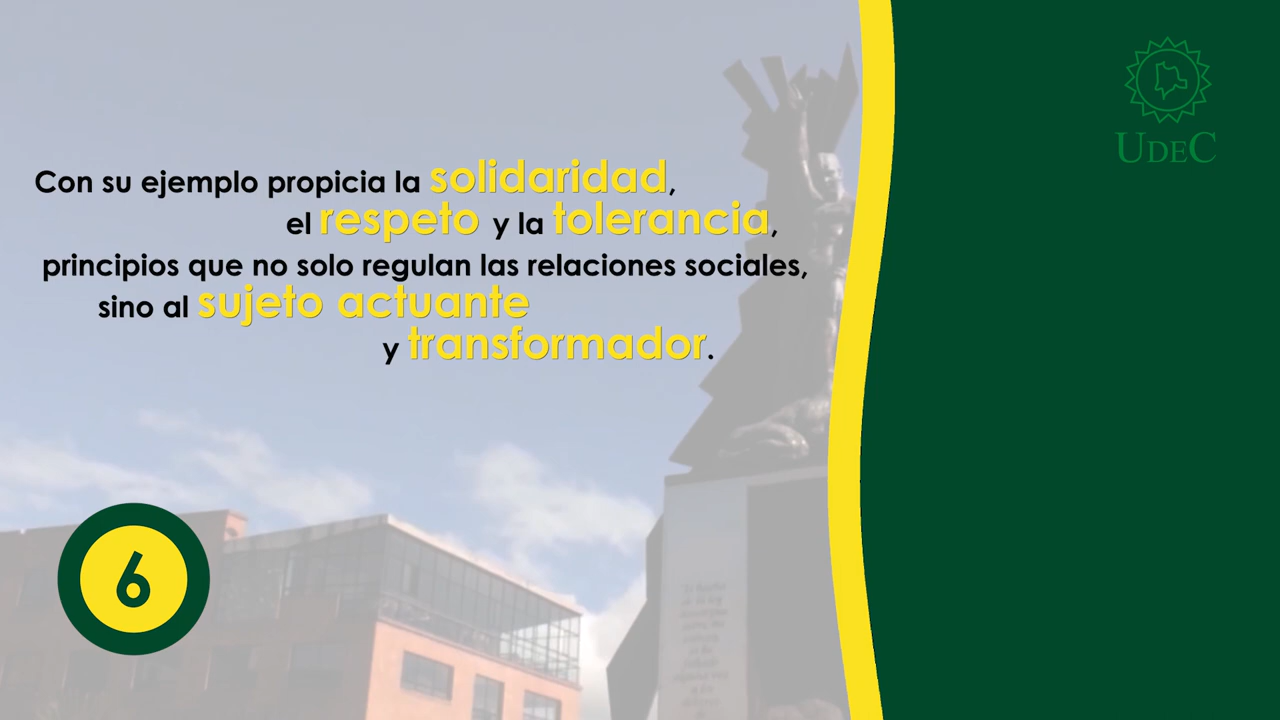 Con su ejemplo propicia la solidaridad,
el respeto y la tolerancia,
principios que no solo regulan las relaciones sociales,
sino al sujeto actuante
y transformador.
6
UDEC